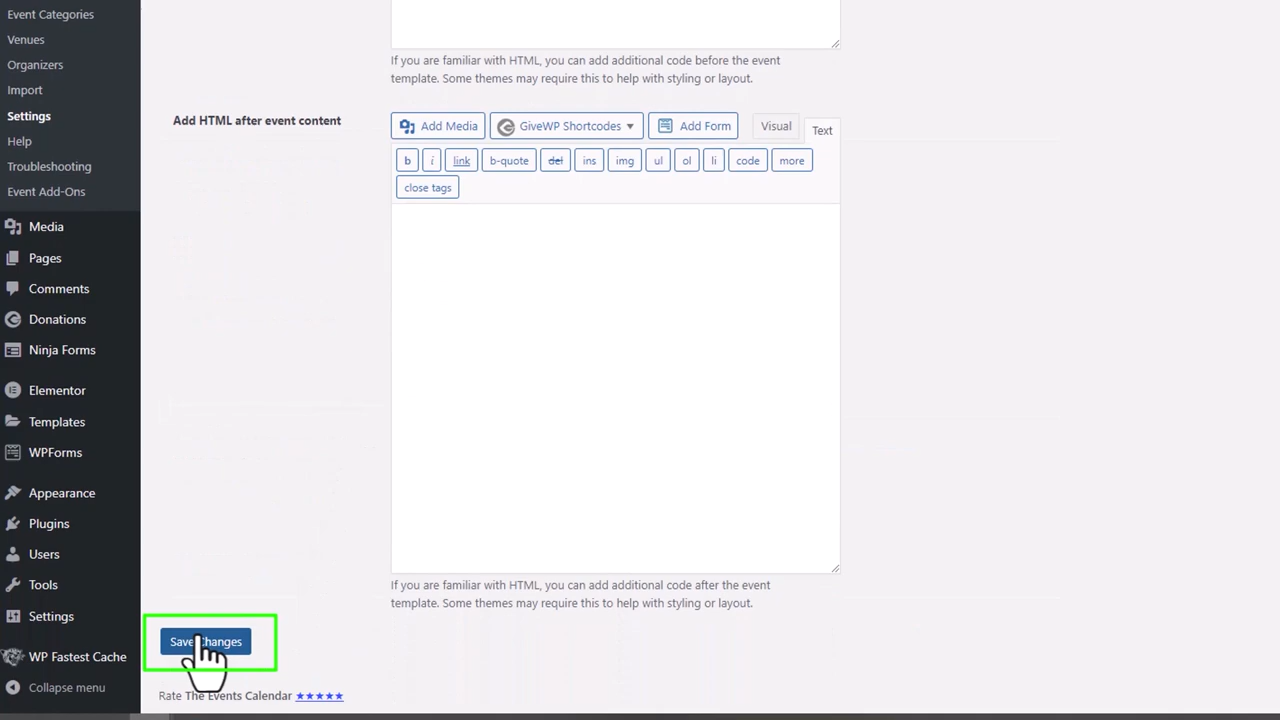 Event Categories
Venues
Organizers
Import
Settings
Help
Troubleshooting
Event Add-Ons
Media
Pages
Comments
Donations
Ninja Forms
Elementor
Templates
WPForms
Appearance
Plugins
Users
Tools
Settings
WP Fastest Cache
Collapse menu
If you are familiar with HTML, you can add additional code before the event
template. Some themes may require this to help with styling or layout.
Add HTML after event content
Add Media GiveWP Shortcodes Add Form Visual Text
b i link b-quote del ins img ul ol li code more
close tags
If you are familiar with HTML, you can add additional code after the event
template. Some themes may require this to help with styling or layout.
Save Changes
Rate The Events Calendar ★★★★★